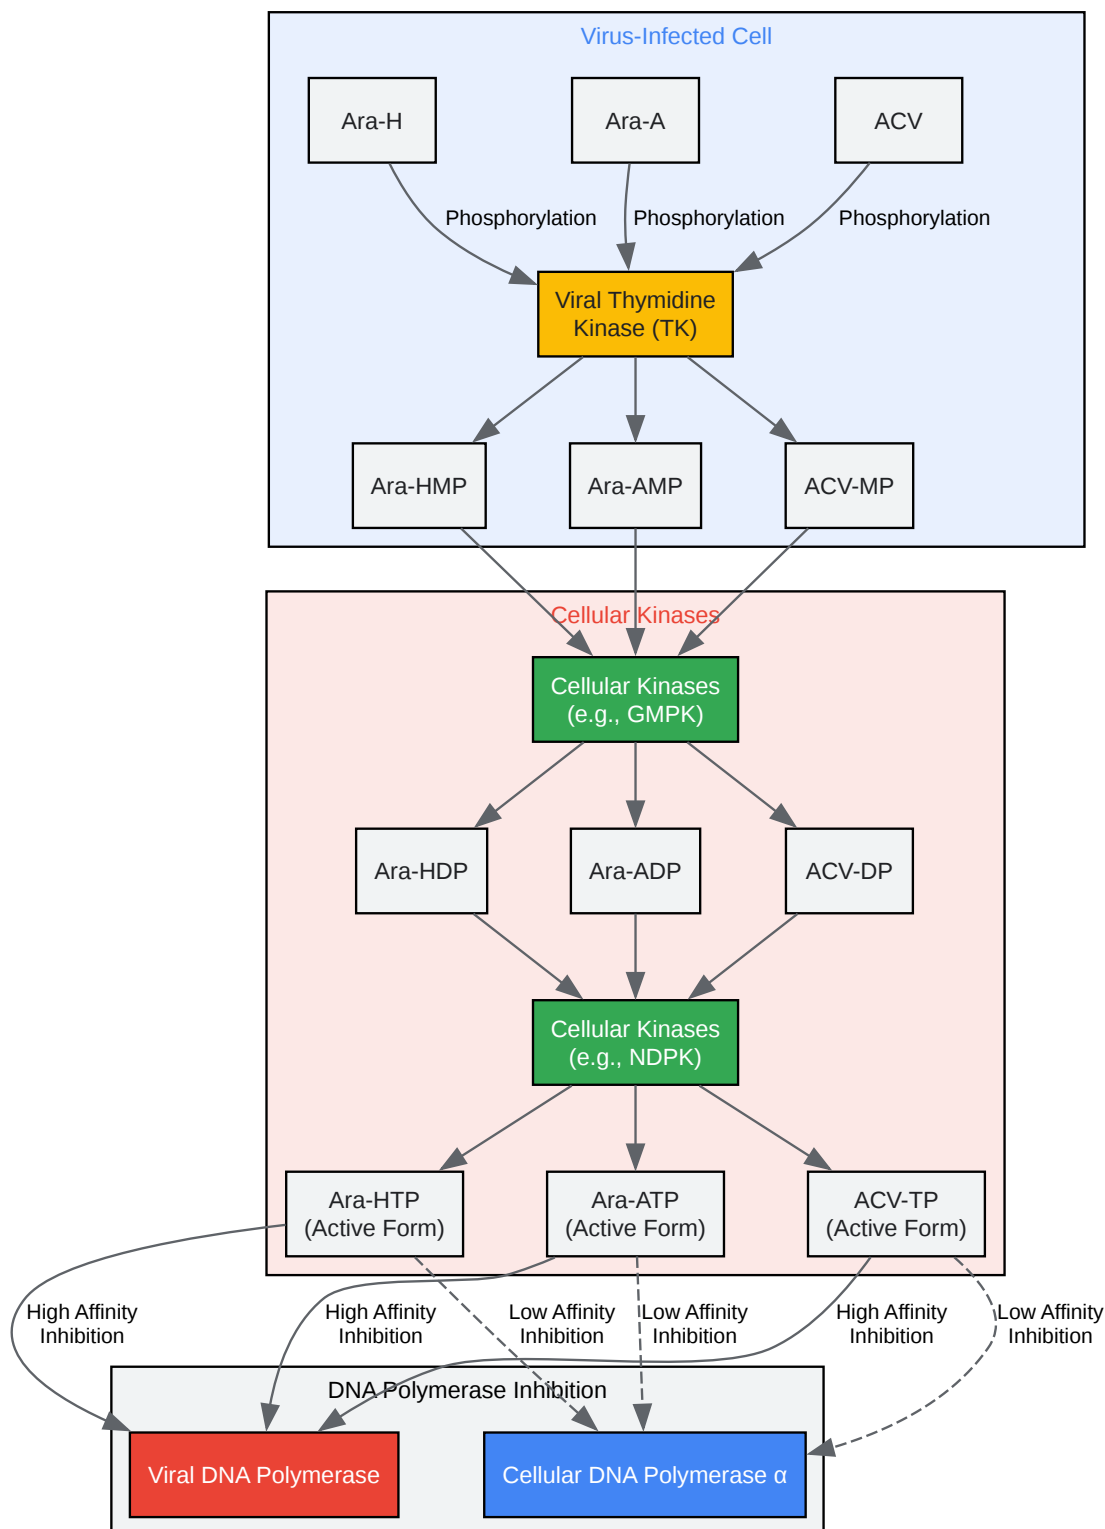 Virus-Infected Cell
Ara-H
Ara-A
ACV
Phosphorylation
Phosphorylation
Phosphorylation
Viral Thymidine
Kinase (TK)
Ara-HMP
Ara-AMP
ACV-MP
Cellular Kinases
Cellular Kinases
(e.g., GMPK)
Ara-HDP
Ara-ADP
ACV-DP
Cellular Kinases
(e.g., NDPK)
Ara-HTP
(Active Form)
Ara-ATP
(Active Form)
ACV-TP
(Active Form)
High Affinity
Inhibition
High Affinity
Inhibition
Low Affinity
Inhibition
Low Affinity
Inhibition
High Affinity
Inhibition
Low Affinity
Inhibition
DNA Polymerase Inhibition
Viral DNA Polymerase
Cellular DNA Polymerase α